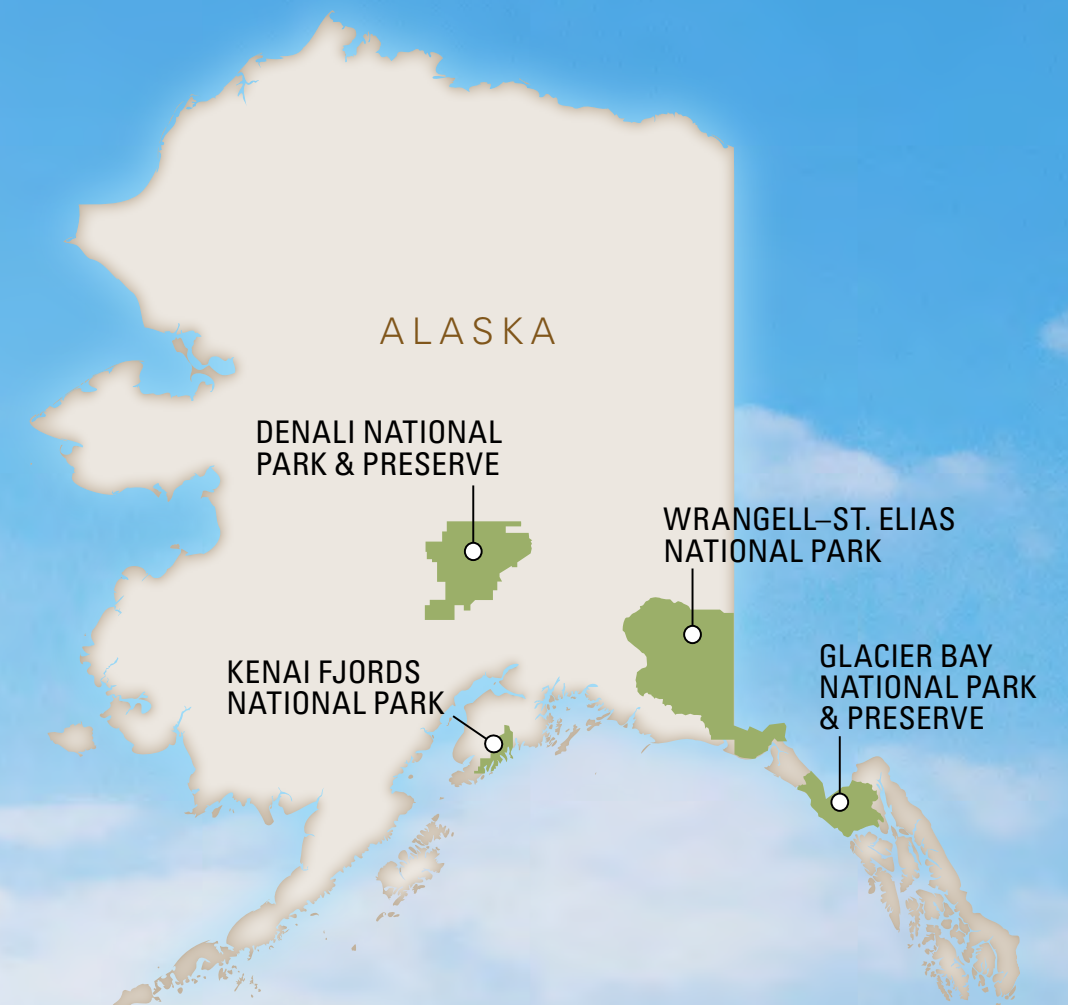 ALASKA
DENALI NATIONAL
PARK & PRESERVE
WRANGELL–ST. ELIAS
NATIONAL PARK
KENAI FJORDS
NATIONAL PARK
GLACIER BAY
NATIONAL PARK
& PRESERVE